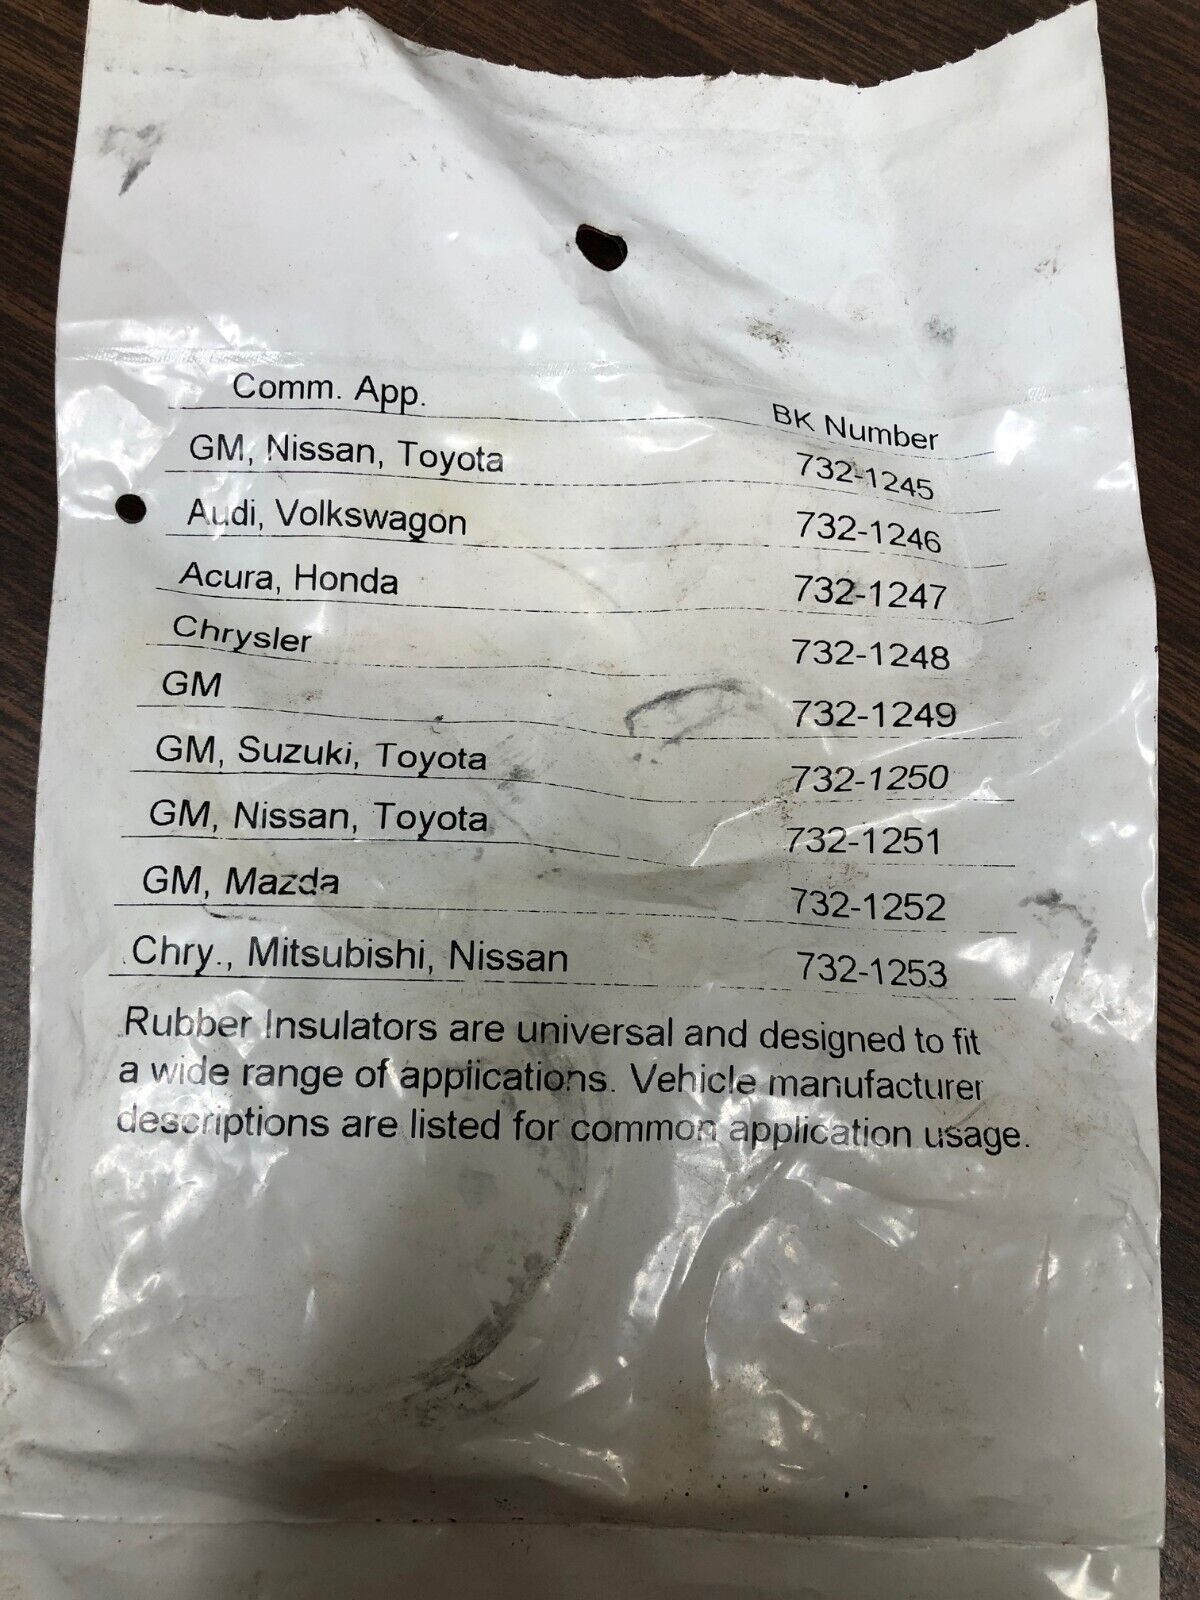 Comm. App. BK Number
GM, Nissan, Toyota 732-1245
Audi, Volkswagon 732-1246
Acura, Honda 732-1247
Chrysler 732-1248
GM 732-1249
GM, Suzuki, Toyota 732-1250
GM, Nissan, Toyota 732-1251
GM, Mazda 732-1252
Chry., Mitsubishi, Nissan 732-1253
Rubber Insulators are universal and designed to fit
a wide range of applications. Vehicle manufacturer
descriptions are listed for common application usage.